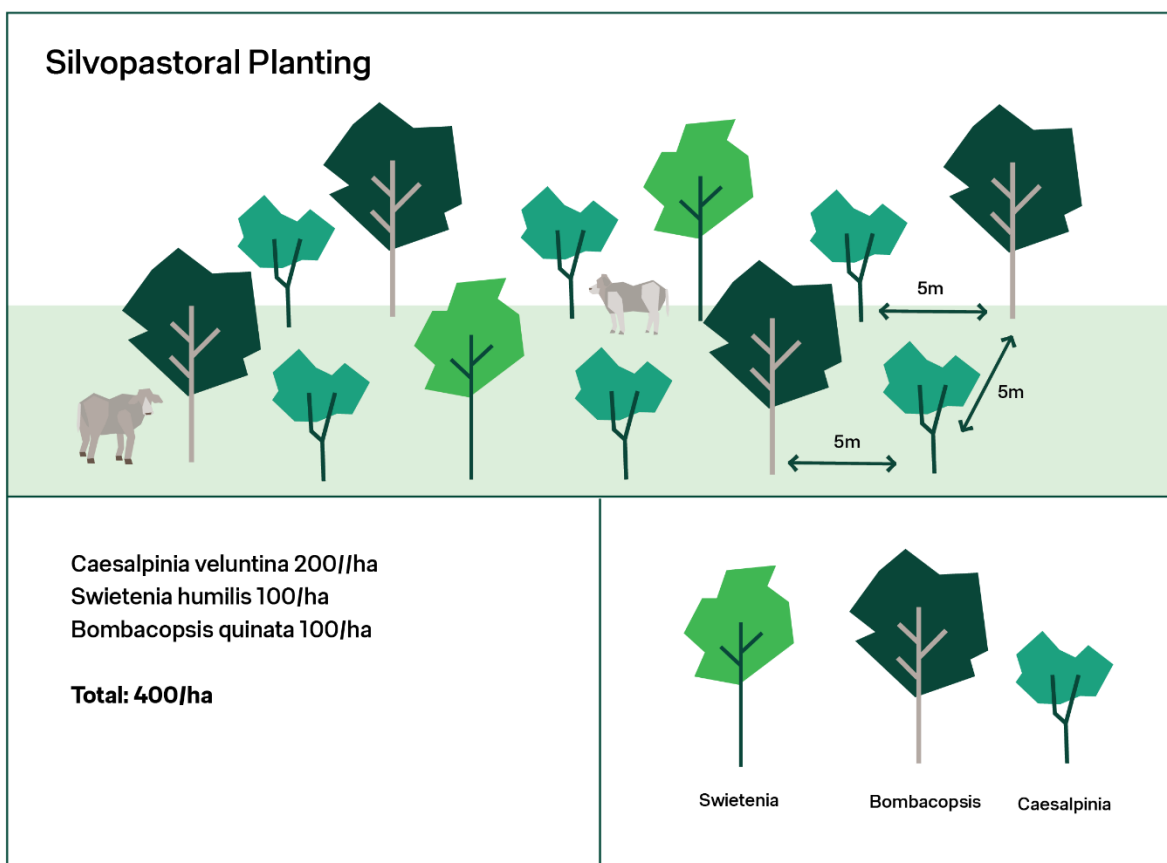 Silvopastoral Planting
5m
5m
5m
Caesalpinia veluntina 200//ha
Swietenia humilis 100/ha
Bombacopsis quinata 100/ha
Total: 400/ha
Swietenia
Bombacopsis
Caesalpinia